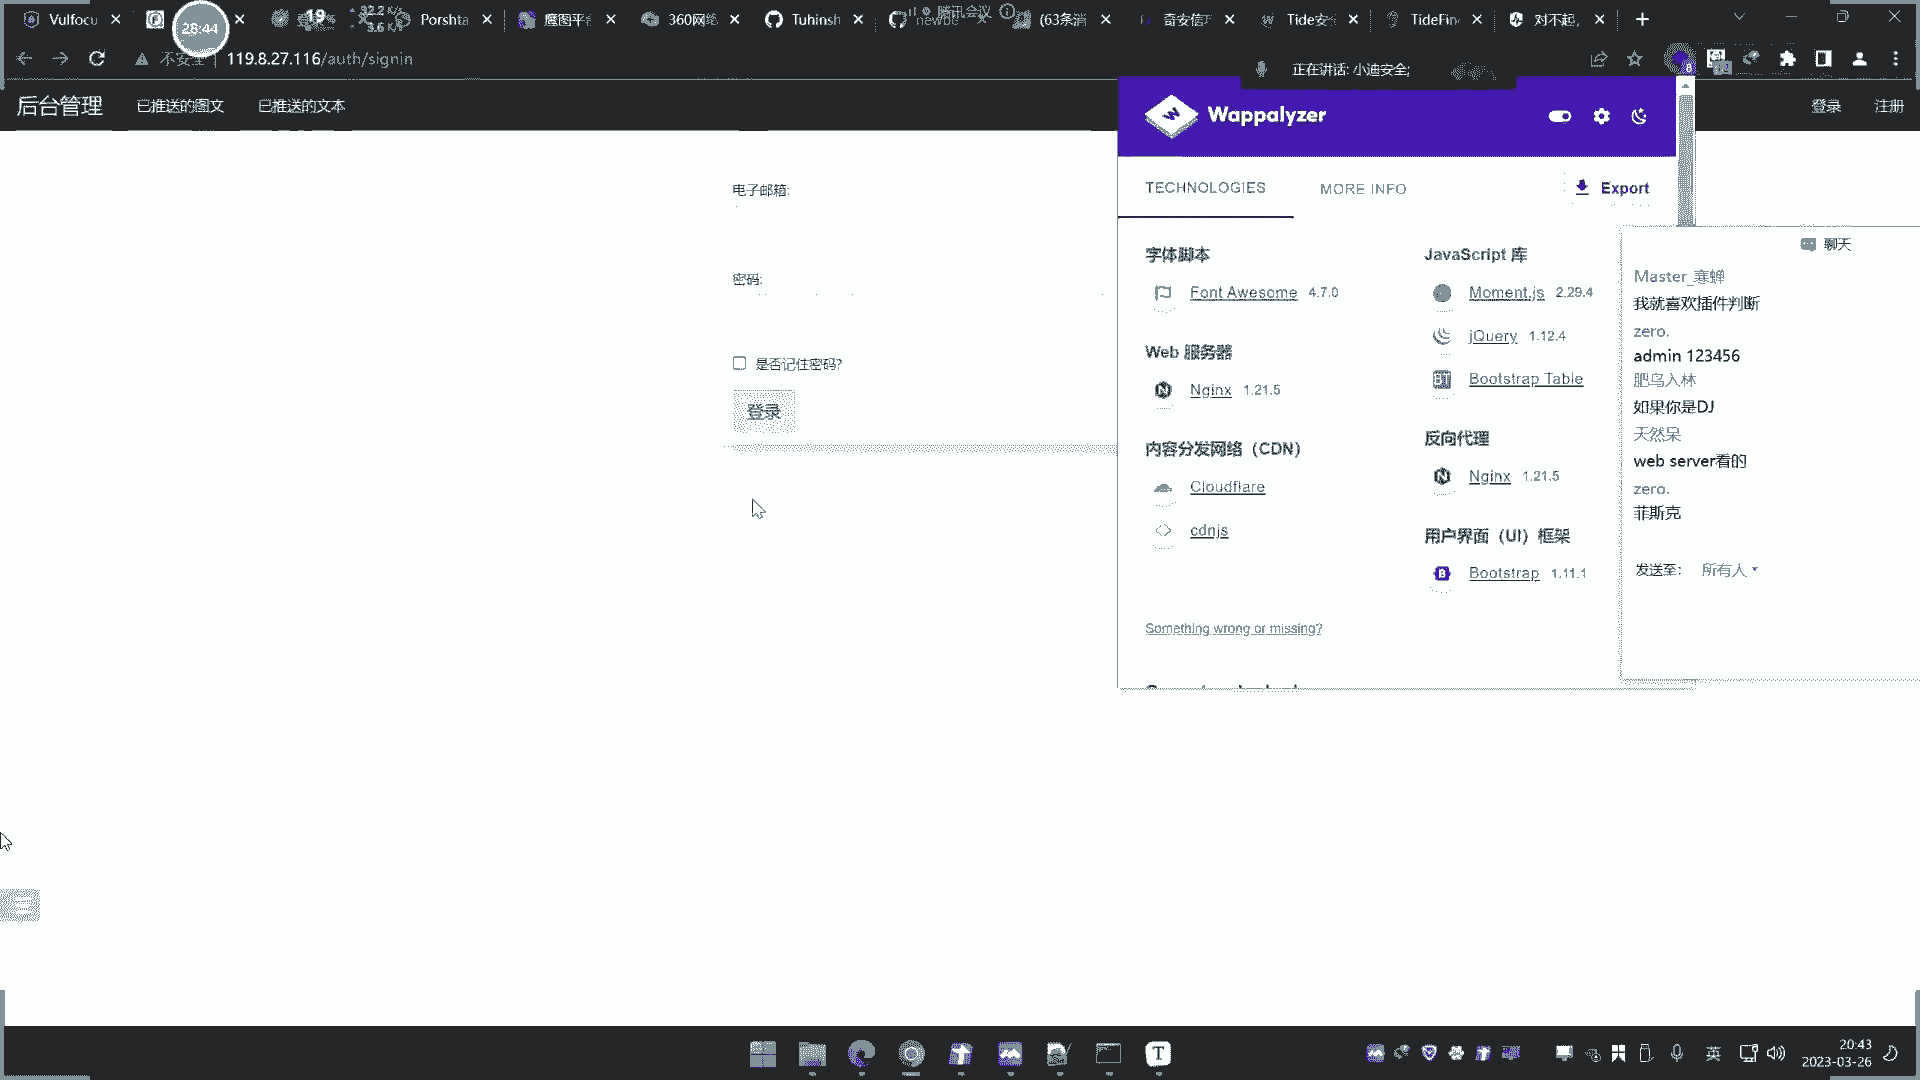 Vulfocu
28:44
19%
32.2 K/s
3.6 K/s
Porshta
鹰图平台
360网络
Tuhinsh
newbe
腾讯会议
(63条消
奇安信
Tide安全
TideFin
对不起,
不安全
119.8.27.116/auth/signin
正在讲话: 小迪安全;
后台管理
已推送的图文
已推送的文本
登录
注册
电子邮箱:
密码:
是否记住密码?
登录
Wappalyzer
TECHNOLOGIES
MORE INFO
Export
字体脚本
Font Awesome 4.7.0
Web 服务器
Nginx 1.21.5
内容分发网络（CDN）
Cloudflare
cdnjs
JavaScript 库
Moment.js 2.29.4
jQuery 1.12.4
Bootstrap Table
反向代理
Nginx 1.21.5
用户界面（UI）框架
Bootstrap 1.11.1
Something wrong or missing?
聊天
Master_寒蝉
我就喜欢插件判断
zero.
admin 123456
肥鸟入林
如果你是DJ
天然呆
web server看的
zero.
菲斯克
发送至:
所有人
英
20:43
2023-03-26